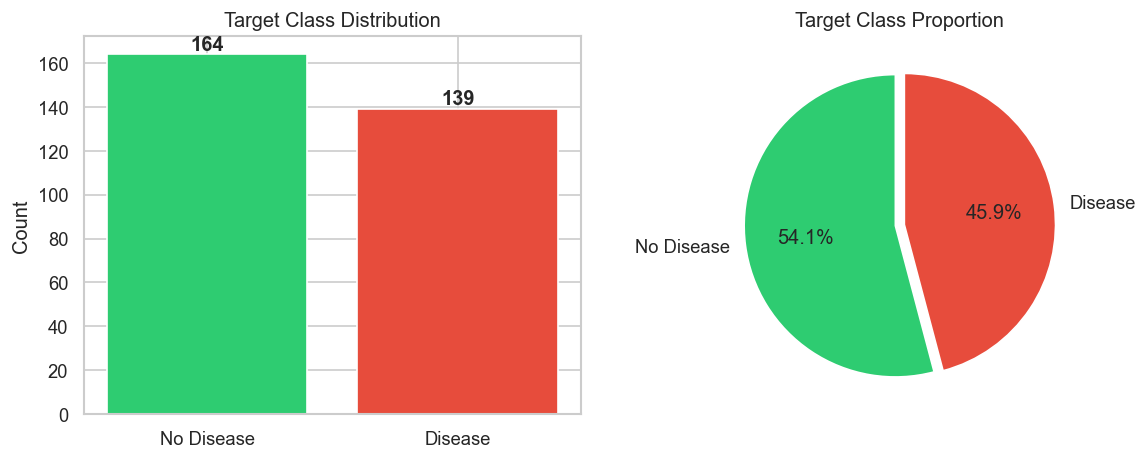 Target Class Distribution
164
139
160
140
120
100
80
60
40
20
0
Count
No Disease
Disease
Target Class Proportion
45.9%
Disease
54.1%
No Disease